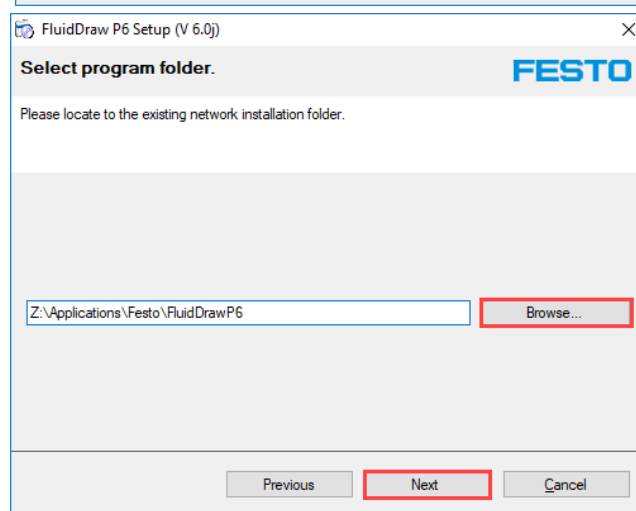 FluidDraw P6 Setup (V 6.0j)
Select program folder.
FESTO
Please locate to the existing network installation folder.
Z:\Applications\Festo\FluidDrawP6
Browse...
Previous
Next
Cancel